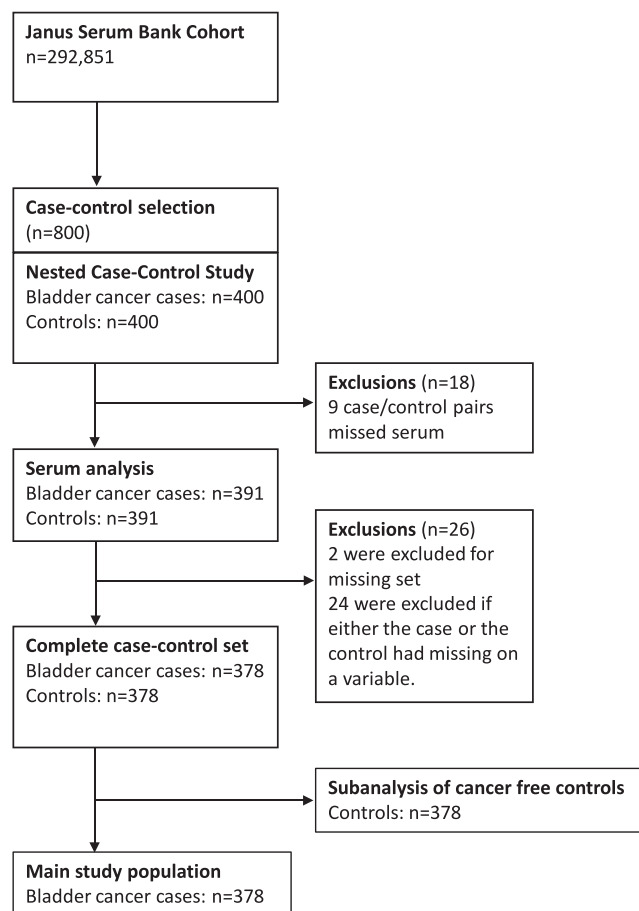 Janus Serum Bank Cohort
n=292,851
Case-control selection
(n=800)
Nested Case-Control Study
Bladder cancer cases: n=400
Controls: n=400
Exclusions (n=18)
9 case/control pairs
missed serum
Serum analysis
Bladder cancer cases: n=391
Controls: n=391
Exclusions (n=26)
2 were excluded for
missing set
24 were excluded if
either the case or the
control had missing on
a variable.
Complete case-control set
Bladder cancer cases: n=378
Controls: n=378
Subanalysis of cancer free controls
Controls: n=378
Main study population
Bladder cancer cases: n=378